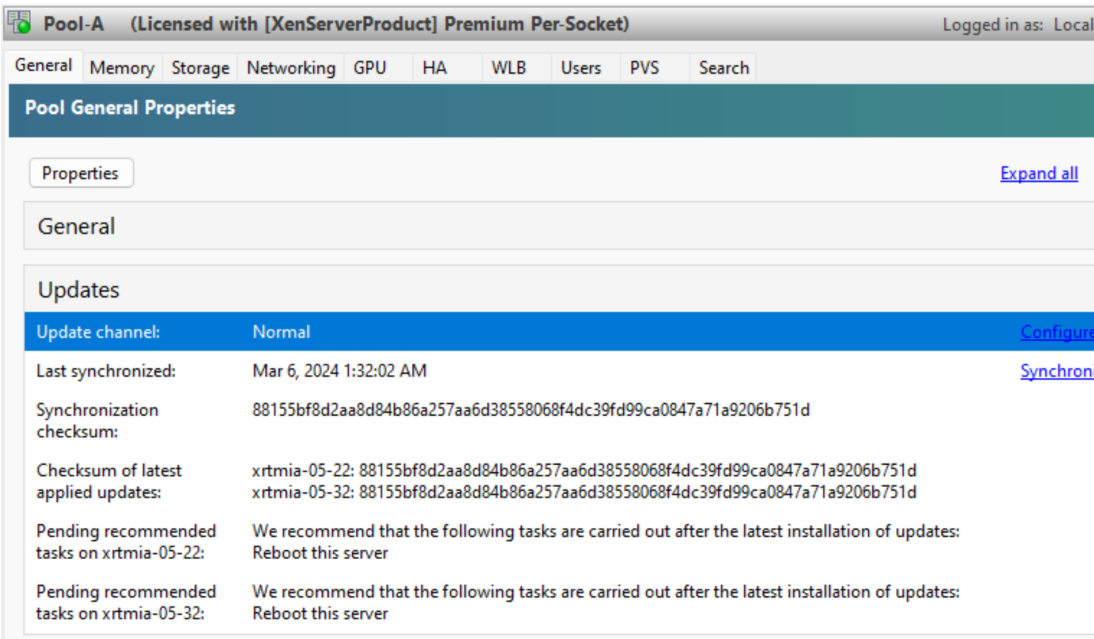 Pool-A (Licensed with [XenServerProduct] Premium Per-Socket) Logged in as: Local
General Memory Storage Networking GPU HA WLB Users PVS Search
Pool General Properties
Properties Expand all
General
Updates
Update channel: Normal Configure
Last synchronized: Mar 6, 2024 1:32:02 AM Synchroni
Synchronization checksum: 88155bf8d2aa8d84b86a257aa6d38558068f4dc39fd99ca0847a71a9206b751d
Checksum of latest xrtmia-05-22: 88155bf8d2aa8d84b86a257aa6d38558068f4dc39fd99ca0847a71a9206b751d
applied updates: xrtmia-05-32: 88155bf8d2aa8d84b86a257aa6d38558068f4dc39fd99ca0847a71a9206b751d
Pending recommended We recommend that the following tasks are carried out after the latest installation of updates:
tasks on xrtmia-05-22: Reboot this server
Pending recommended We recommend that the following tasks are carried out after the latest installation of updates:
tasks on xrtmia-05-32: Reboot this server